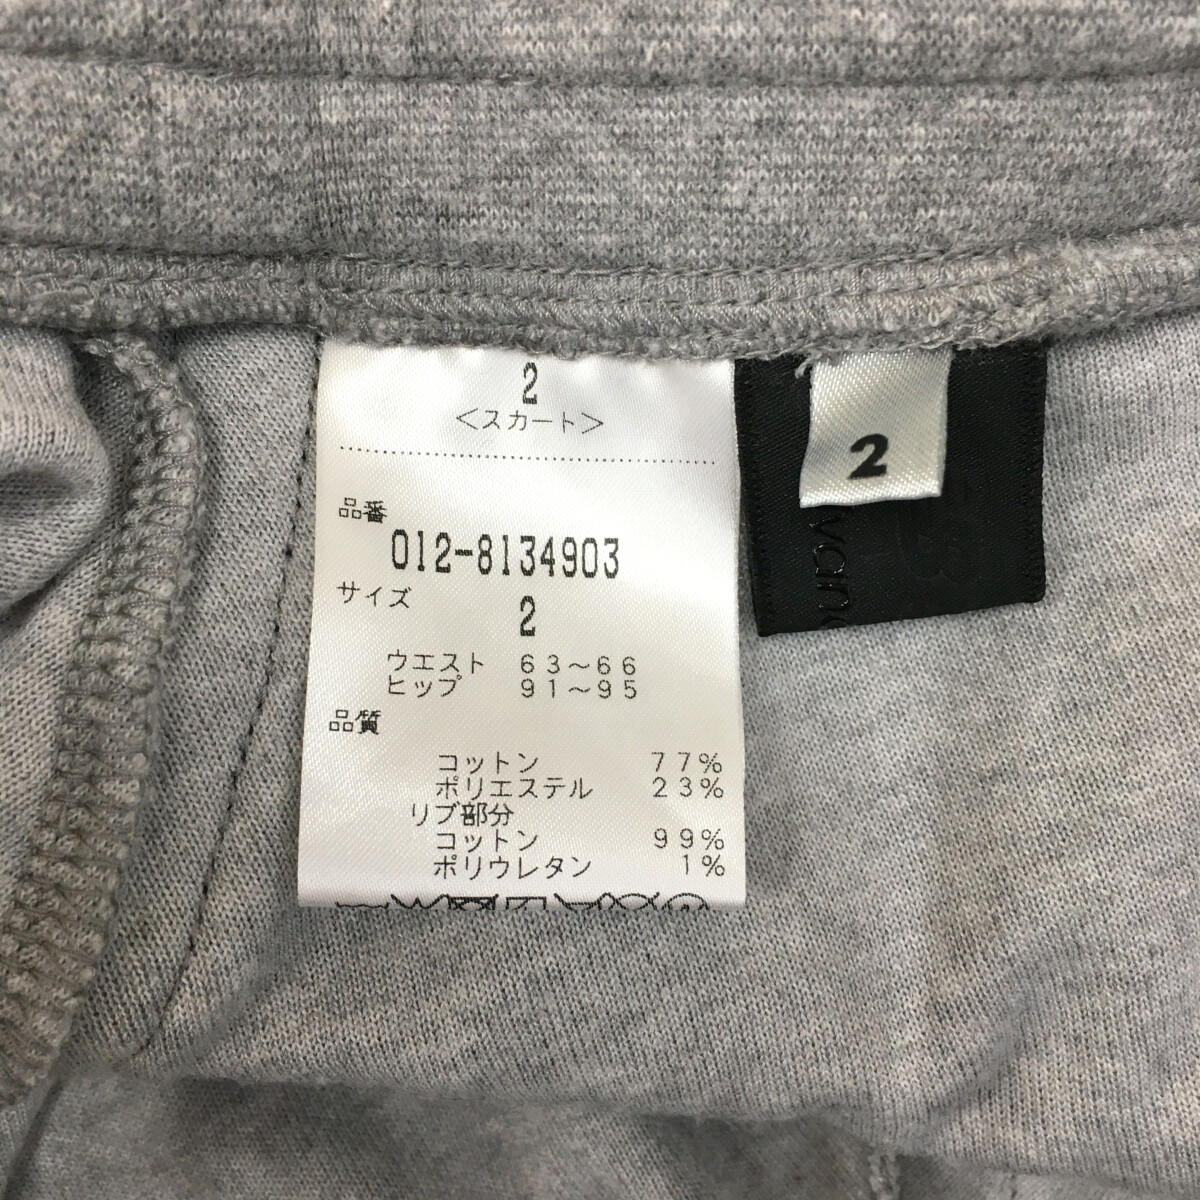 2
<スカート>
品番
012-8134903
サイズ
2
ウエスト 63~66
ヒップ 91~95
品質
コットン 77%
ポリエステル 23%
リブ部分
コットン 99%
ポリウレタン 1%
2